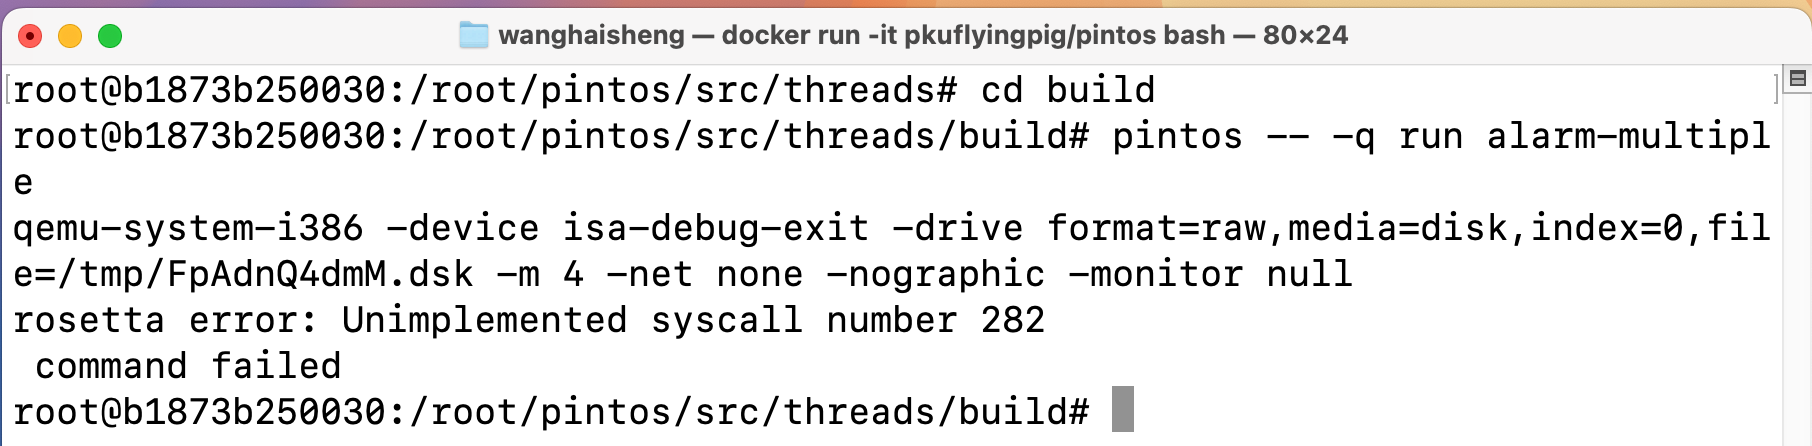 wanghaisheng — docker run -it pkuflyingpig/pintos bash — 80×24
[root@b1873b250030:/root/pintos/src/threads# cd build ]
root@b1873b250030:/root/pintos/src/threads/build# pintos -- -q run alarm-multipl
e
qemu-system-i386 -device isa-debug-exit -drive format=raw,media=disk,index=0,fil
e=/tmp/FpAdnQ4dmM.dsk -m 4 -net none -nographic -monitor null
rosetta error: Unimplemented syscall number 282
 command failed
root@b1873b250030:/root/pintos/src/threads/build#